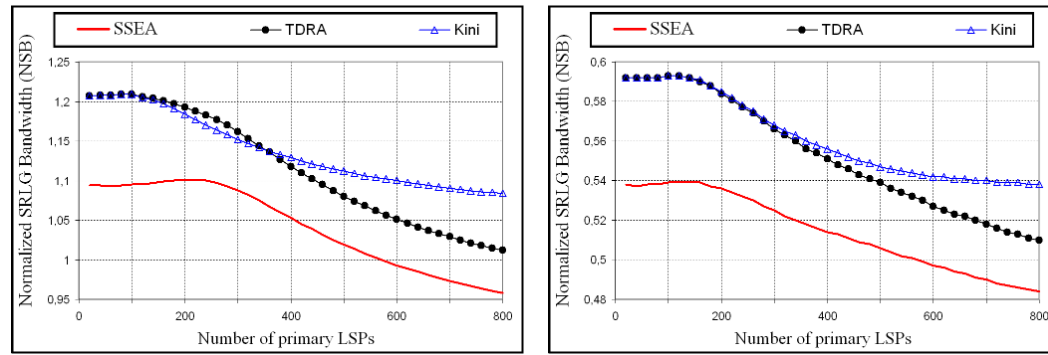 SSEA TDRA Kini
Normalized SRLG Bandwidth (NSB)
1,25
1,2
1,15
1,1
1,05
1
0,95
0 200 400 600 800
Number of primary LSPs
SSEA TDRA Kini
Normalized SRLG Bandwidth (NSB)
0,6
0,58
0,56
0,54
0,52
0,5
0,48
0 200 400 600 800
Number of primary LSPs